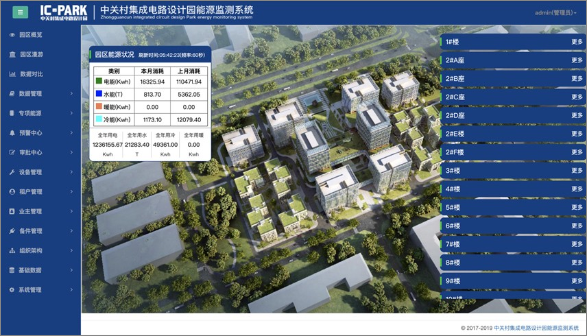 IC-PARK
中关村集成电路设计园
中关村集成电路设计园能源监测系统
Zhongguancun integrated circuit design Park energy monitoring system
admin(管理员)
园区概览
园区漫游
数据对比
数据管理
专项能源
预警中心
审批中心
设备管理
租户管理
业主管理
备件管理
组织架构
基础数据
系统管理
园区能源状况 刷新时间:05:42:23(频率:60秒)
类别 本月消耗 上月消耗
电能(Kwh) 16325.94 110471.94
水能(T) 813.70 5362.05
暖能(Kwh) 0.00 0.00
冷能(Kwh) 1173.10 12079.40
全年用电 全年用水 全年用冷 全年用暖
1236155.67 21283.40 49361.00 0.00
Kwh T Kwh Kwh
1#楼 更多
2#A座 更多
2#B座 更多
2#C座 更多
2#D座 更多
2#E楼 更多
2#F楼 更多
3#楼 更多
4#楼 更多
5#楼 更多
6#楼 更多
7#楼 更多
8#楼 更多
9#楼 更多
10#楼 更多
© 2017-2019 中关村集成电路设计园能源监测系统